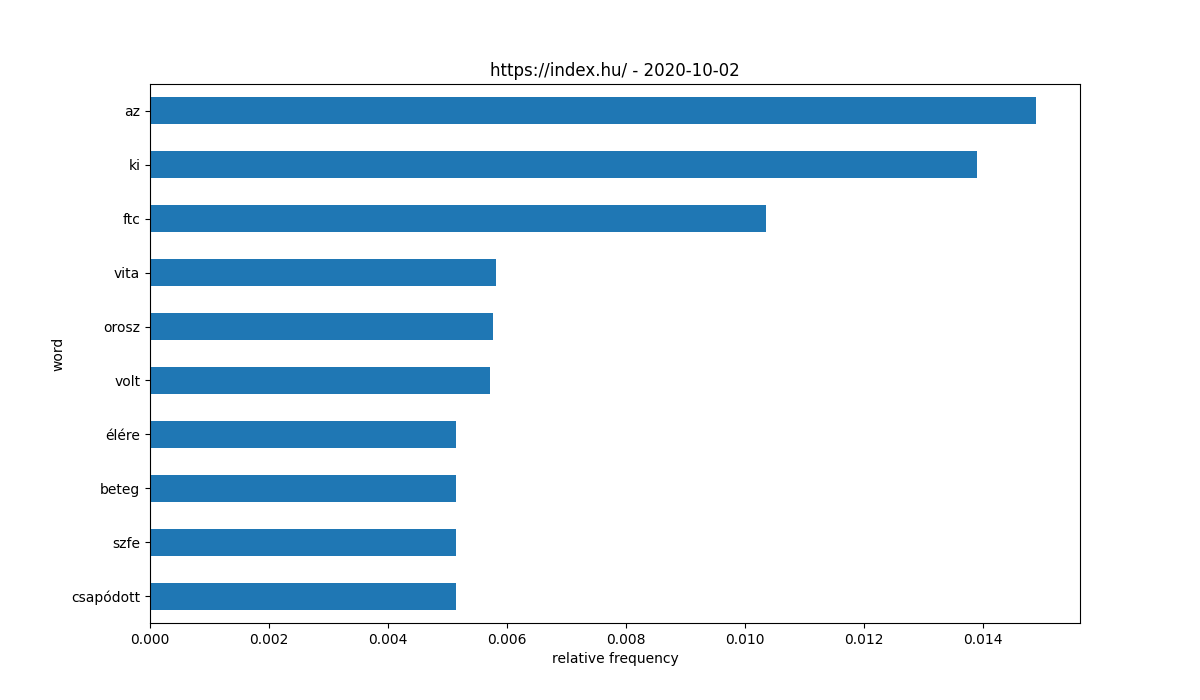 https://index.hu/ - 2020-10-02
az
ki
ftc
vita
orosz
volt
élére
beteg
szfe
csapódott
word
0.000 0.002 0.004 0.006 0.008 0.010 0.012 0.014
relative frequency